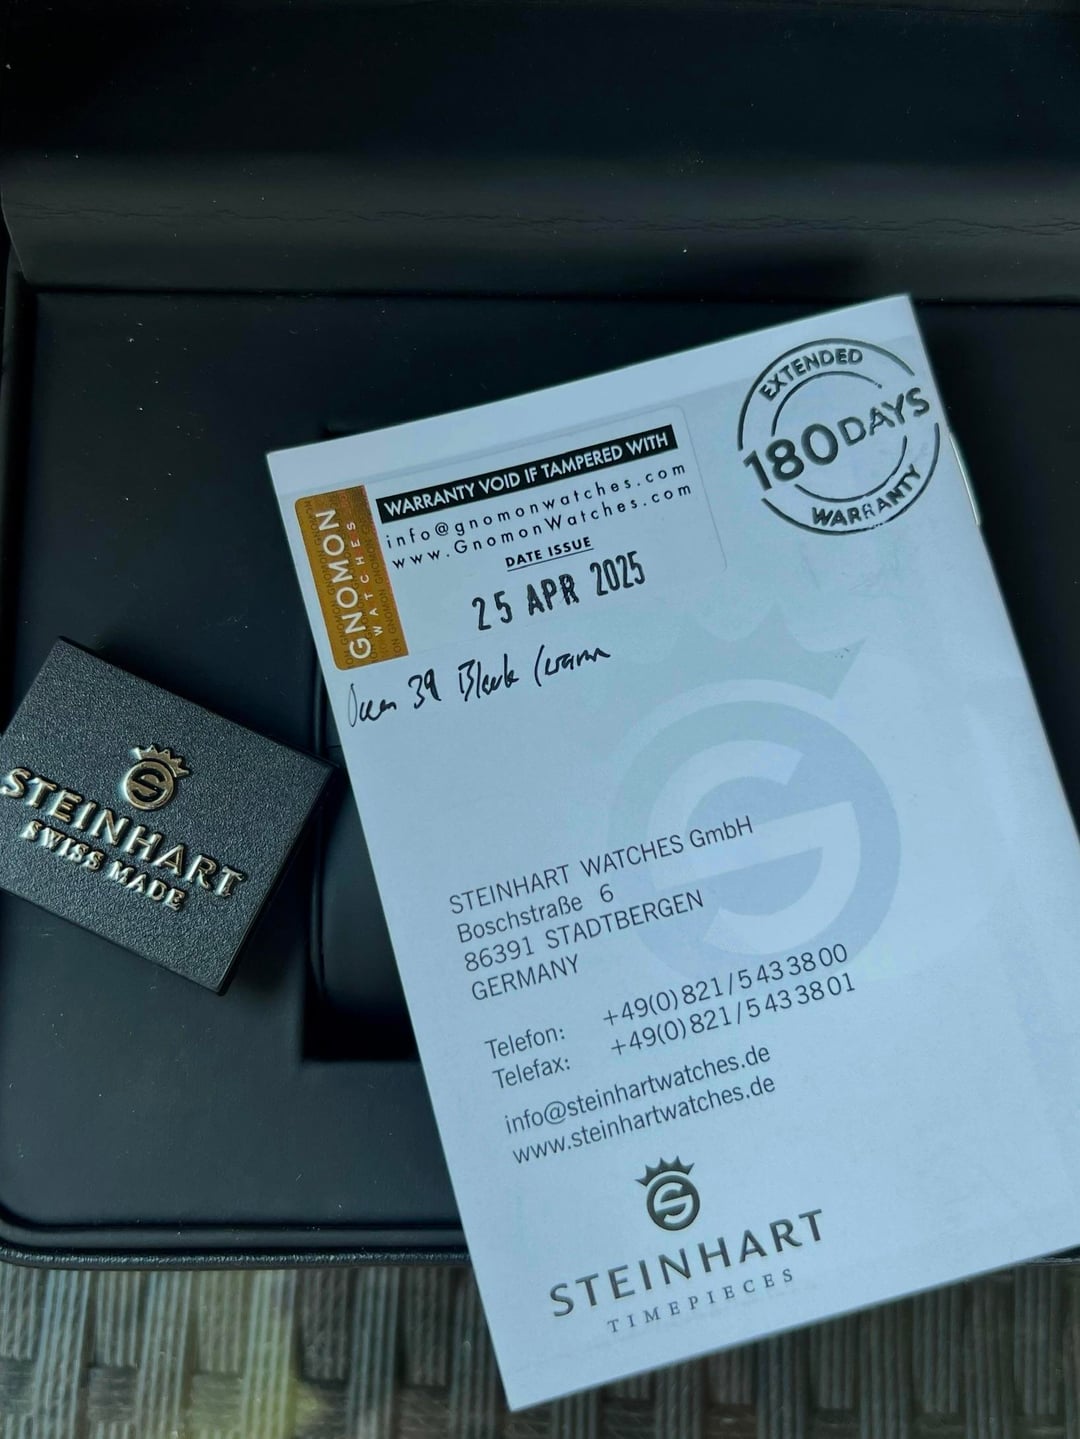 EXTENDED
180 DAYS
WARRANTY
WARRANTY VOID IF TAMPERED WITH
info@gnomonwatches.com
www.GnomonWatches.com
DATE ISSUE
25 APR 2025
GNOMON
WATCHES
Ocean 39 Black
STEINHART
SWISS MADE
STEINHART WATCHES GmbH
Boschstraße 6
86391 STADTBERGEN
GERMANY
Telefon: +49(0)821/5433800
Telefax: +49(0)821/5433801
info@steinhartwatches.de
www.steinhartwatches.de
STEINHART
TIMEPIECES